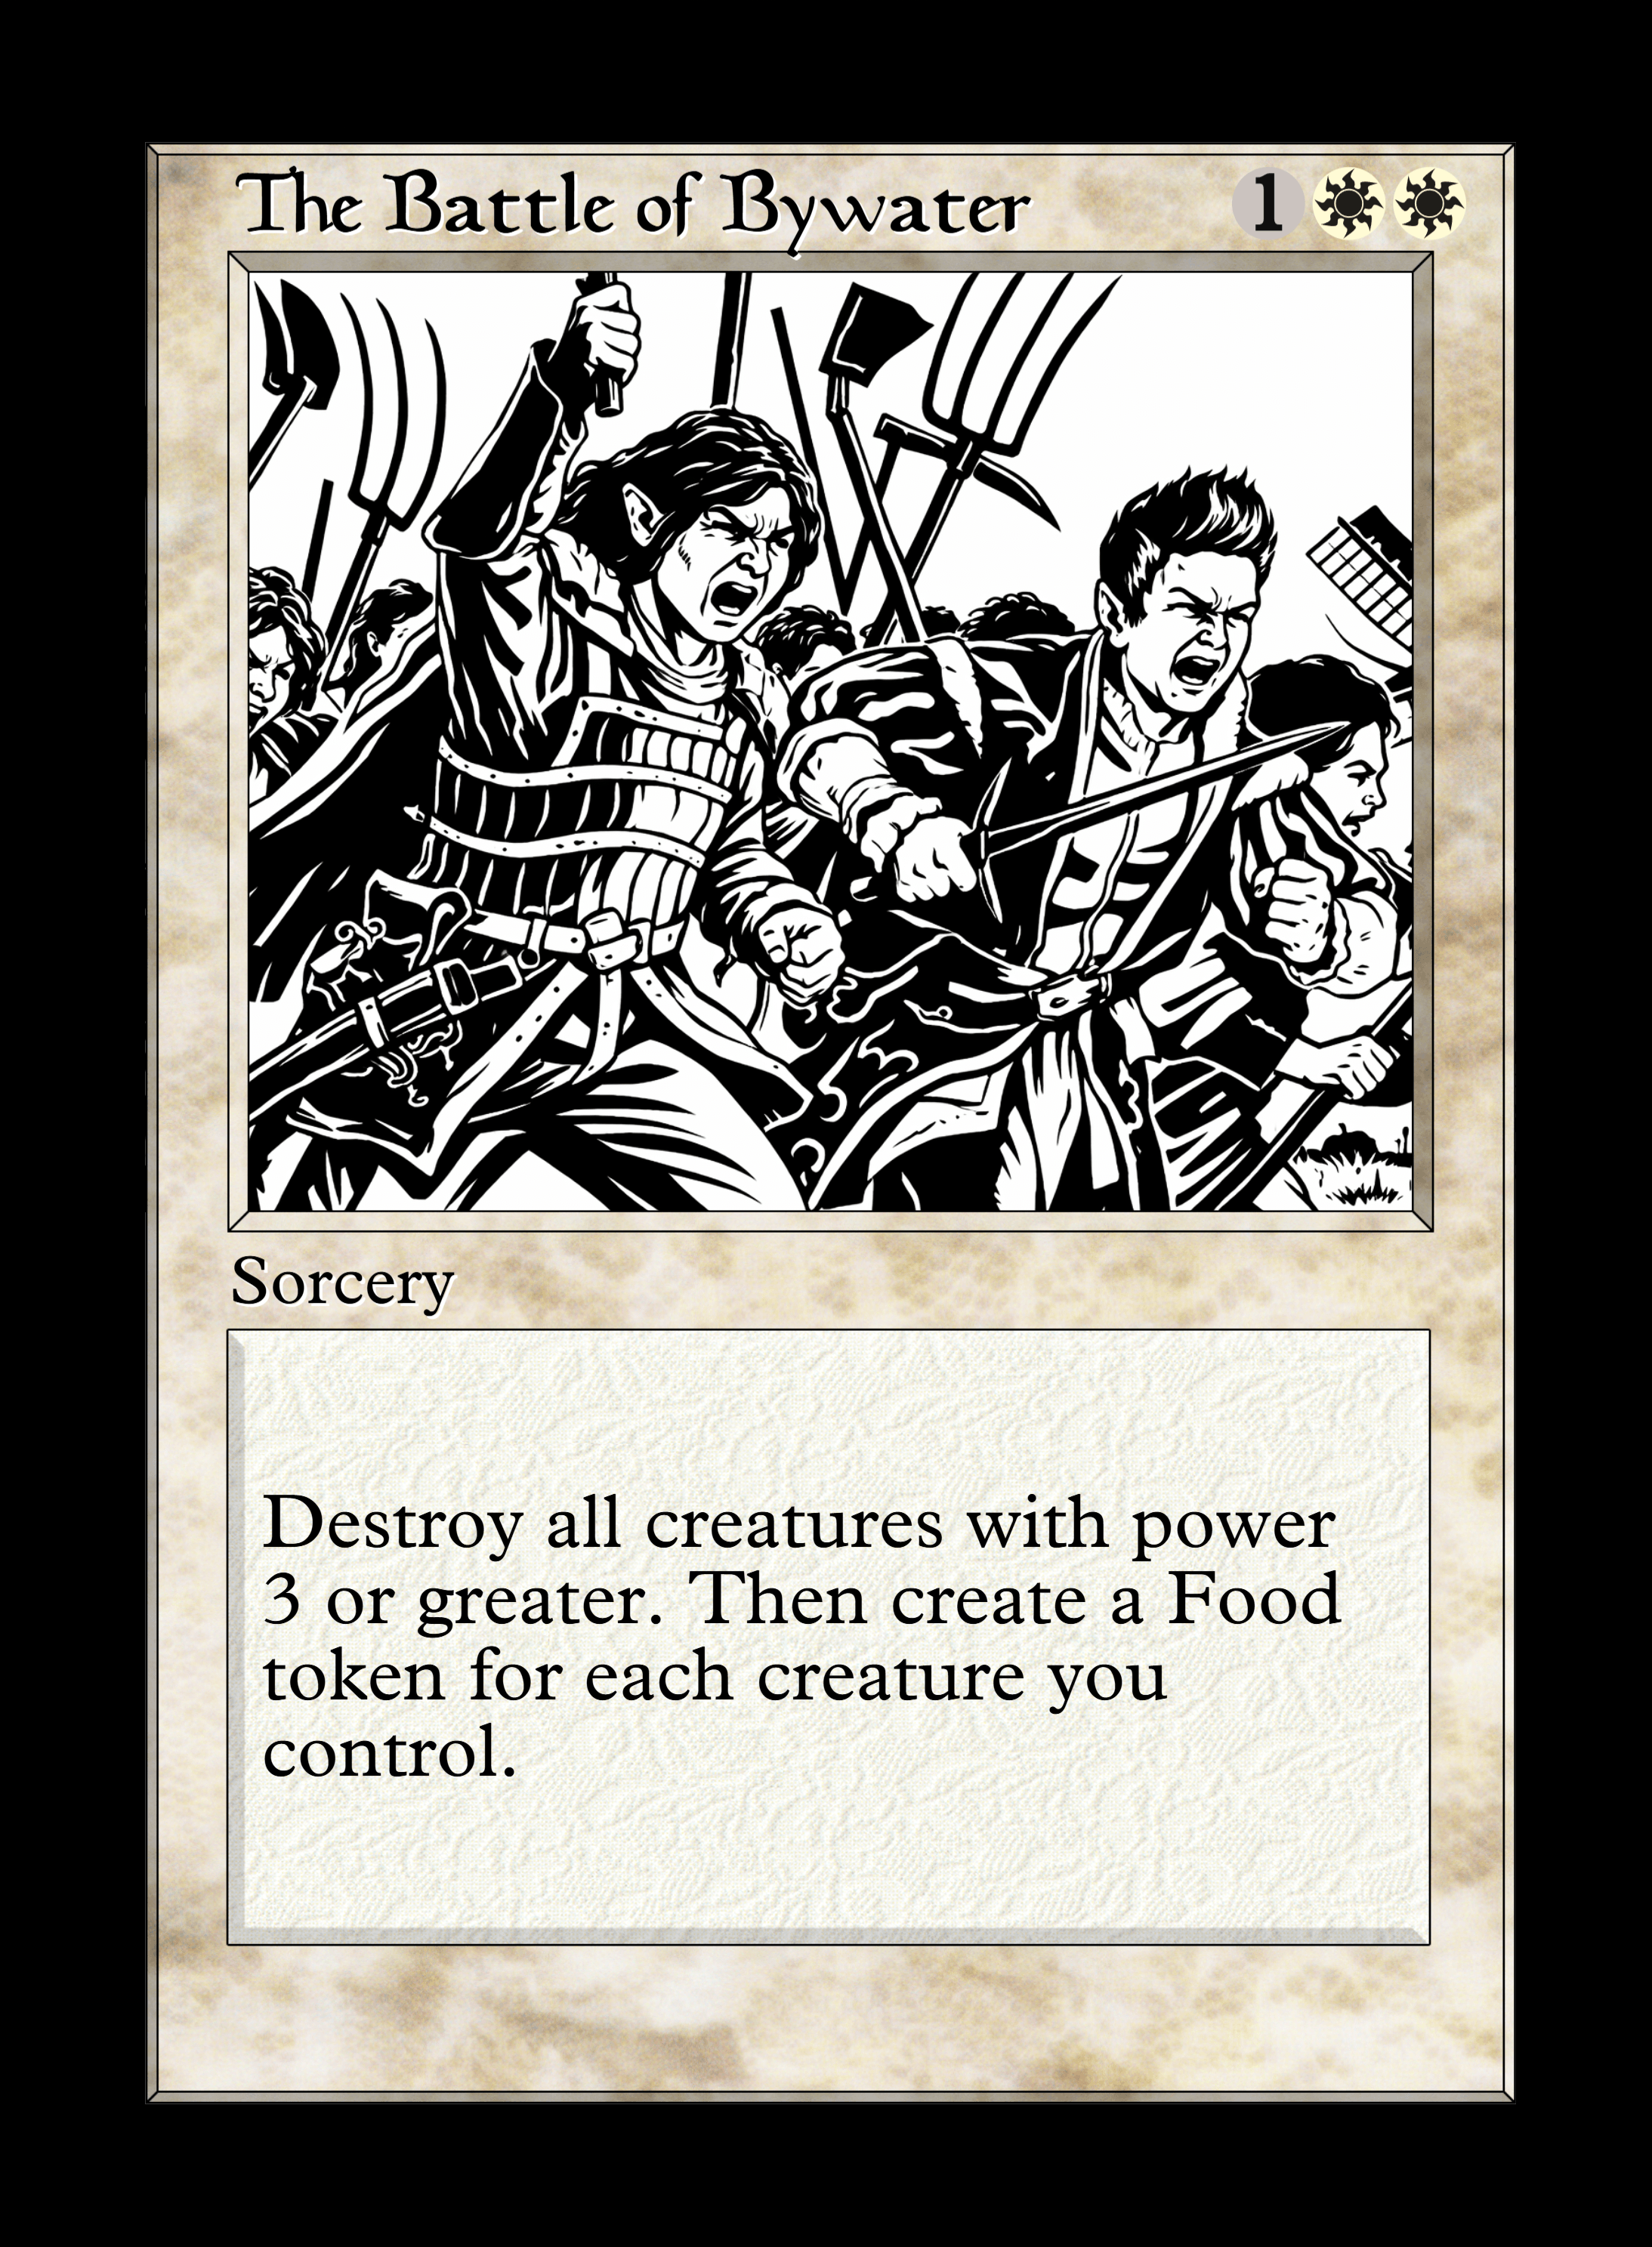 The Battle of Bywater 1
Sorcery
Destroy all creatures with power
3 or greater. Then create a Food
token for each creature you
control.